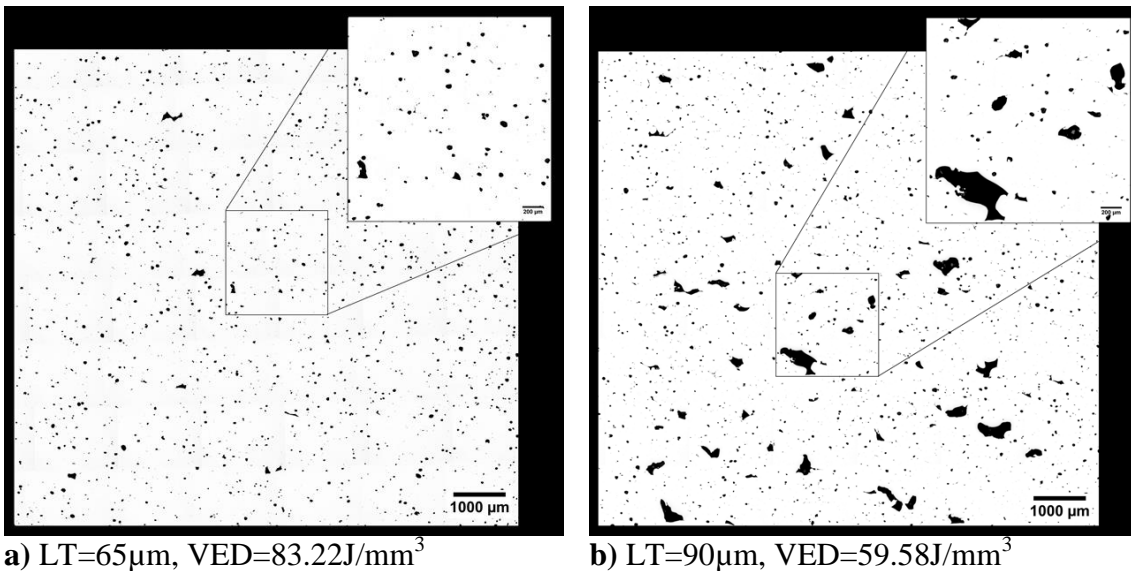 200 µm
1000 µm
a) LT=65µm, VED=83.22J/mm³
200 µm
1000 µm
b) LT=90µm, VED=59.58J/mm³